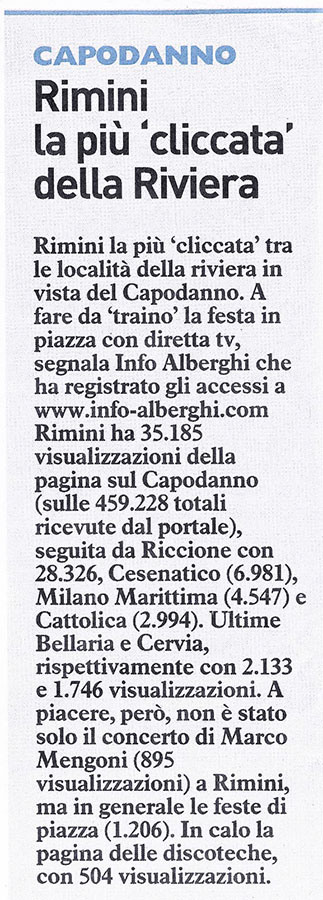 CAPODANNO
Rimini
la più ‘cliccata’
della Riviera
Rimini la più ‘cliccata’ tra
le località della riviera in
vista del Capodanno. A
fare da ‘traino’ la festa in
piazza con diretta tv,
segnala Info Alberghi che
ha registrato gli accessi a
www.info-alberghi.com
Rimini ha 35.185
visualizzazioni della
pagina sul Capodanno
(sulle 459.228 totali
ricevute dal portale),
seguita da Riccione con
28.326, Cesenatico (6.981),
Milano Marittima (4.547) e
Cattolica (2.994). Ultime
Bellaria e Cervia,
rispettivamente con 2.133
e 1.746 visualizzazioni. A
piacere, però, non è stato
solo il concerto di Marco
Mengoni (895
visualizzazioni) a Rimini,
ma in generale le feste di
piazza (1.206). In calo la
pagina delle discoteche,
con 504 visualizzazioni.